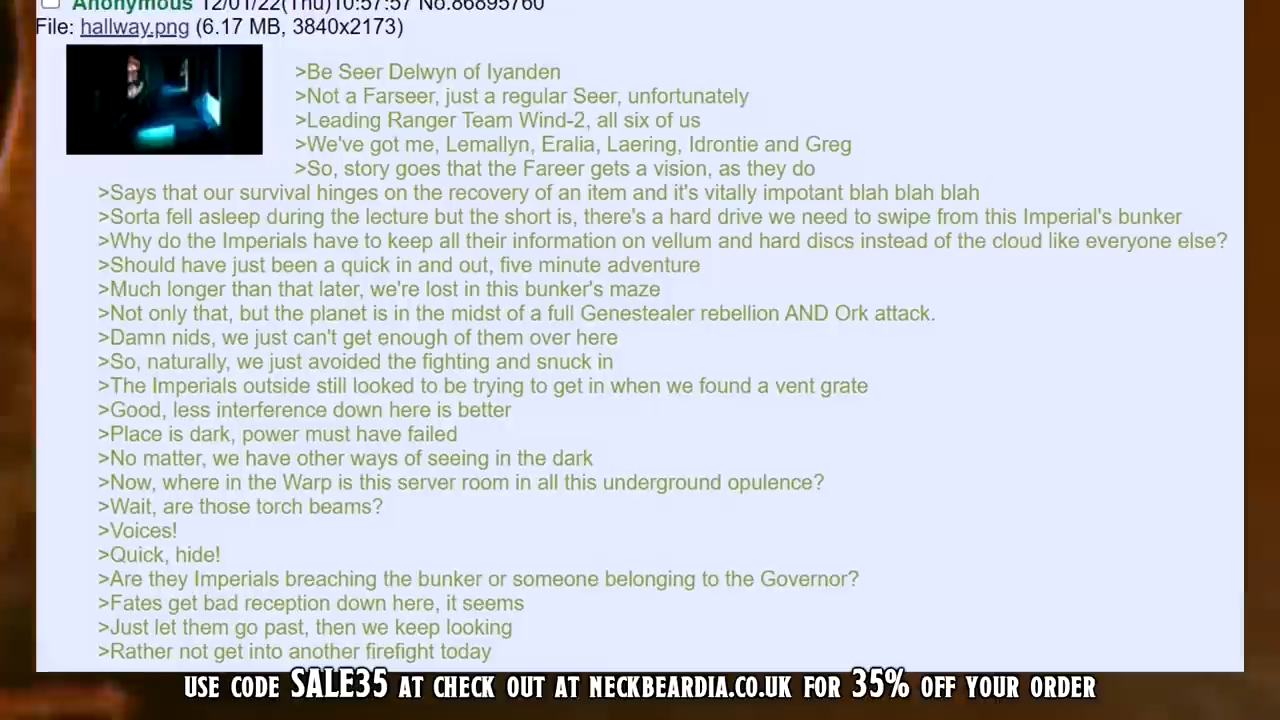 Anonymous 12/01/22(Thu)10:57:57 No.86895760
File: hallway.png (6.17 MB, 3840x2173)
>Be Seer Delwyn of Iyanden
>Not a Farseer, just a regular Seer, unfortunately
>Leading Ranger Team Wind-2, all six of us
>We've got me, Lemallyn, Eralia, Laering, Idrontie and Greg
>So, story goes that the Fareer gets a vision, as they do
>Says that our survival hinges on the recovery of an item and it's vitally impotant blah blah blah
>Sorta fell asleep during the lecture but the short is, there's a hard drive we need to swipe from this Imperial's bunker
>Why do the Imperials have to keep all their information on vellum and hard discs instead of the cloud like everyone else?
>Should have just been a quick in and out, five minute adventure
>Much longer than that later, we're lost in this bunker's maze
>Not only that, but the planet is in the midst of a full Genestealer rebellion AND Ork attack.
>Damn nids, we just can't get enough of them over here
>So, naturally, we just avoided the fighting and snuck in
>The Imperials outside still looked to be trying to get in when we found a vent grate
>Good, less interference down here is better
>Place is dark, power must have failed
>No matter, we have other ways of seeing in the dark
>Now, where in the Warp is this server room in all this underground opulence?
>Wait, are those torch beams?
>Voices!
>Quick, hide!
>Are they Imperials breaching the bunker or someone belonging to the Governor?
>Fates get bad reception down here, it seems
>Just let them go past, then we keep looking
>Rather not get into another firefight today
USE CODE SALE35 AT CHECK OUT AT NECKBEARDIA.CO.UK FOR 35% OFF YOUR ORDER